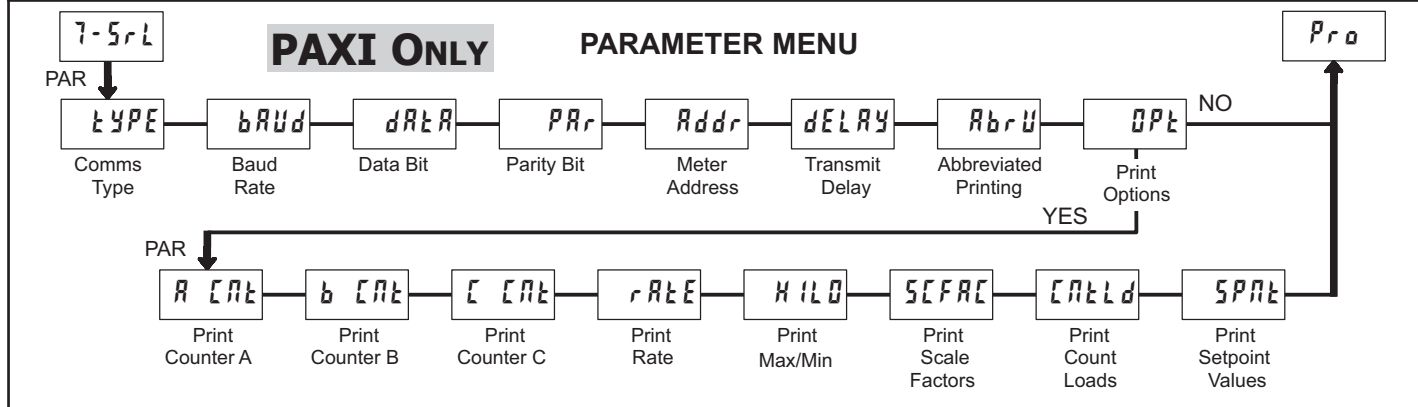 7-SrL
PAXI ONLY
PARAMETER MENU
Pro
PAR
tYPE
bAUd
dAtA
PAr
Addr
dELAY
AbrU
OPt
NO
Comms Type
Baud Rate
Data Bit
Parity Bit
Meter Address
Transmit Delay
Abbreviated Printing
Print Options
YES
PAR
A CNt
b CNt
C CNt
rAtE
HILO
SCFAC
CNtLd
SPNt
Print Counter A
Print Counter B
Print Counter C
Print Rate
Print Max/Min
Print Scale Factors
Print Count Loads
Print Setpoint Values